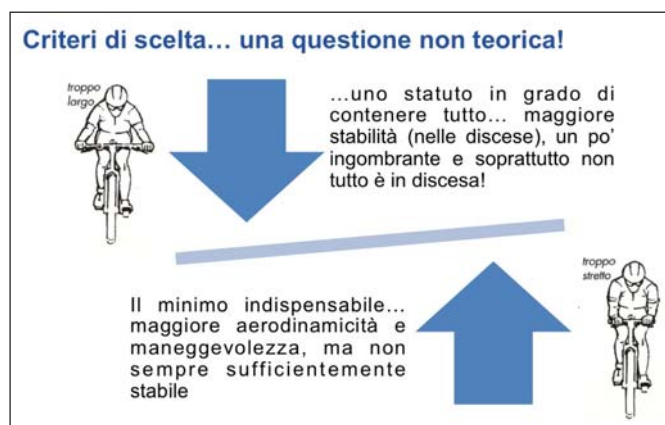 Criteri di scelta… una questione non teorica!
troppo
largo
…uno statuto in grado di
contenere tutto… maggiore
stabilità (nelle discese), un po'
ingombrante e soprattutto non
tutto è in discesa!
troppo
stretto
Il minimo indispensabile…
maggiore aerodinamicità e
maneggevolezza, ma non
sempre sufficientemente
stabile